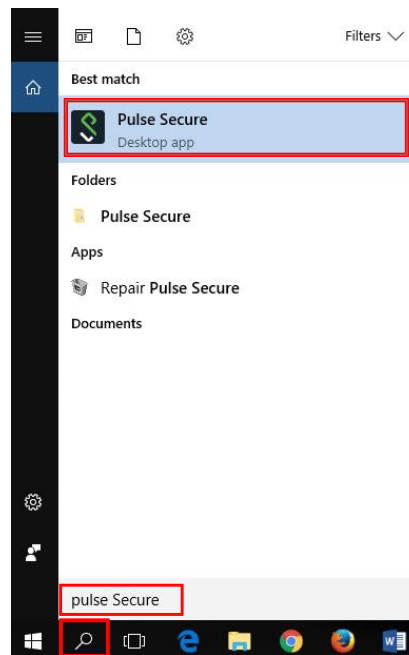 Filters
Best match
Pulse Secure
Desktop app
Folders
Pulse Secure
Apps
Repair Pulse Secure
Documents
pulse Secure